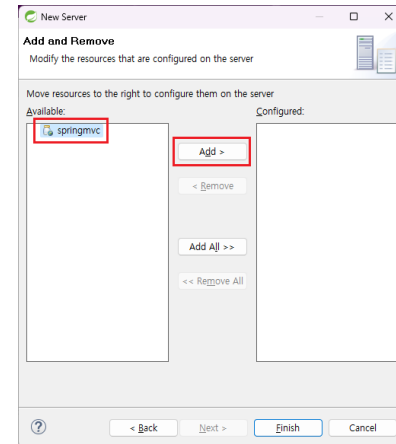 New Server
Add and Remove
Modify the resources that are configured on the server
Move resources to the right to configure them on the server
Available:
Configured:
springmvc
Add >
< Remove
Add All >>
<< Remove All
?
< Back
Next >
Finish
Cancel